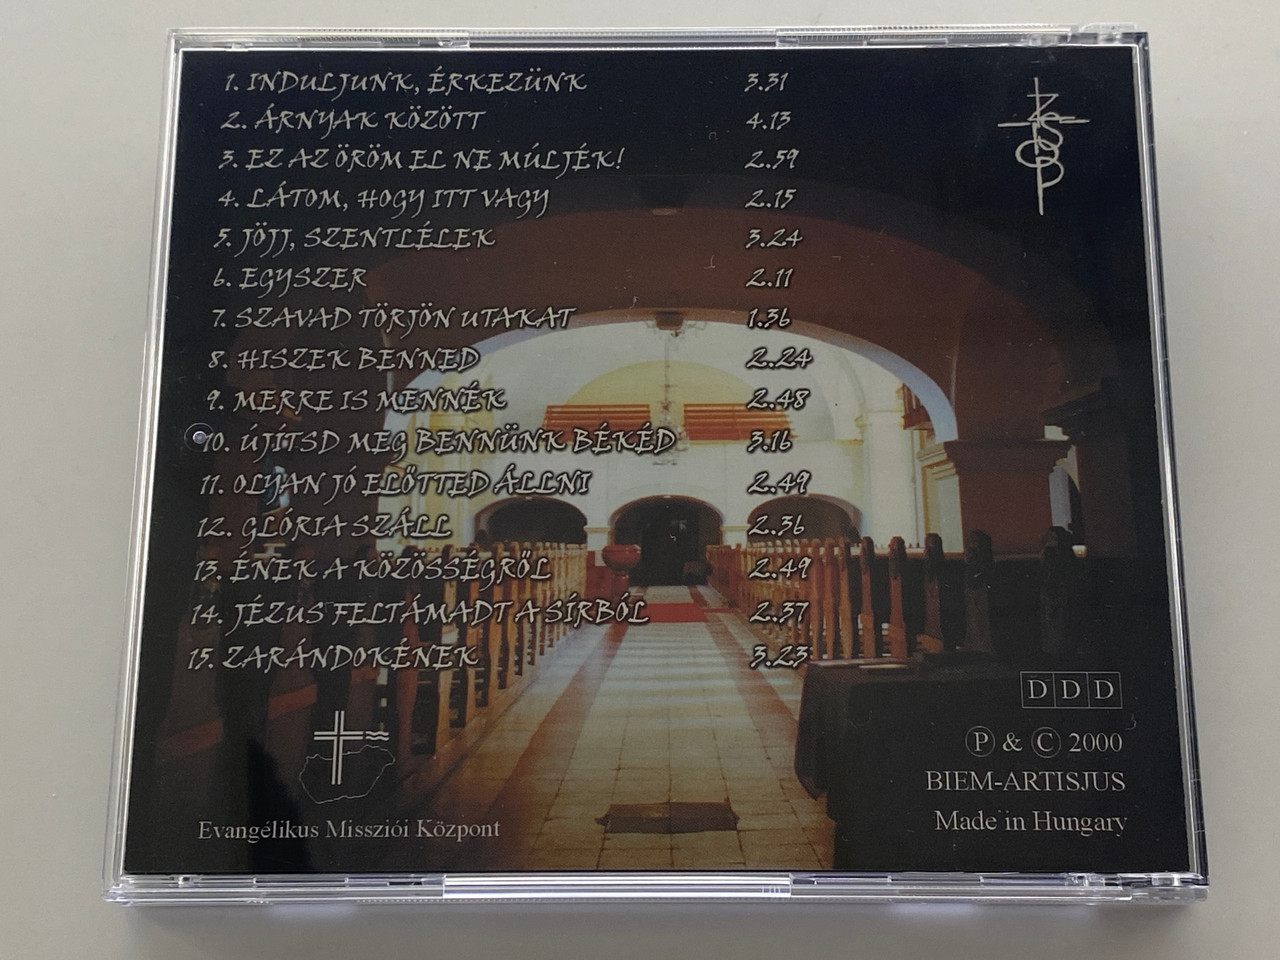 1. INDULJUNK, ÉRKEZÜNK 3.31
2. ÁRNYAK KÖZÖTT 4.13
3. EZ AZ ÖRÖM EL NE MÚLJÉK! 2.59
4. LÁTOM, HOGY ITT VAGY 2.15
5. JÖJJ, SZENTLÉLEK 3.24
6. EGYSZER 2.11
7. SZAVAD TÖRJÖN UTAKAT 1.36
8. HISZEK BENNED 2.24
9. MERRE IS MENNÉK 2.48
10. ÚJÍTSD MEG BENNÜNK BÉKÉD 3.16
11. OLYAN JÓ ELŐTTED ÁLLNI 2.49
12. GLÓRIA SZÁLL 2.36
13. ÉNEK A KÖZÖSSÉGRŐL 2.49
14. JÉZUS FELTÁMADT A SÍRBÓL 2.37
15. ZARÁNDOKÉNEK 3.23
DDD
Ⓟ & Ⓒ 2000
BIEM-ARTISJUS
Made in Hungary
Evangélikus Missziói Központ